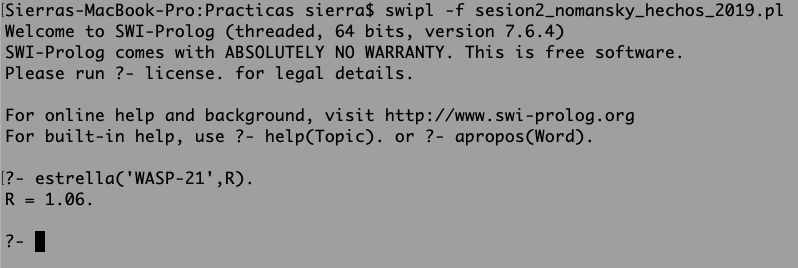 Sierras-MacBook-Pro:Practicas sierra$ swipl -f sesion2_nomansky_hechos_2019.pl
Welcome to SWI-Prolog (threaded, 64 bits, version 7.6.4)
SWI-Prolog comes with ABSOLUTELY NO WARRANTY. This is free software.
Please run ?- license. for legal details.
For online help and background, visit http://www.swi-prolog.org
For built-in help, use ?- help(Topic). or ?- apropos(Word).
?- estrella('WASP-21',R).
R = 1.06.
?-